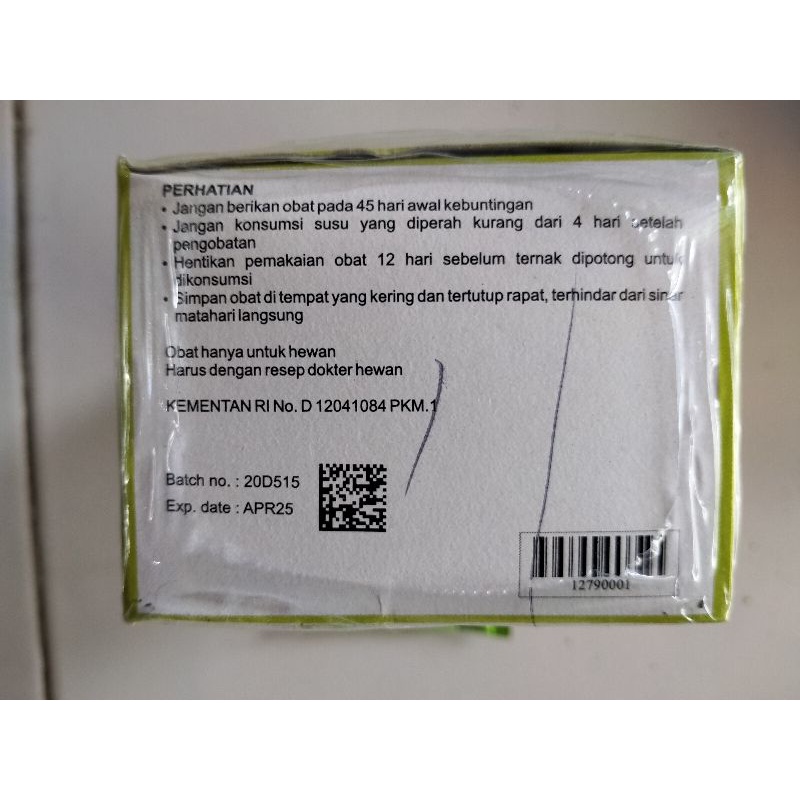 PERHATIAN
• Jangan berikan obat pada 45 hari awal kebuntingan
• Jangan konsumsi susu yang diperah kurang dari 4 hari setelah
pengobatan
• Hentikan pemakaian obat 12 hari sebelum ternak dipotong untuk
dikonsumsi
• Simpan obat di tempat yang kering dan tertutup rapat, terhindar dari sinar
matahari langsung
Obat hanya untuk hewan
Harus dengan resep dokter hewan
KEMENTAN RI No. D 12041084 PKM.1
Batch no. : 20D515
Exp. date : APR25
12790001